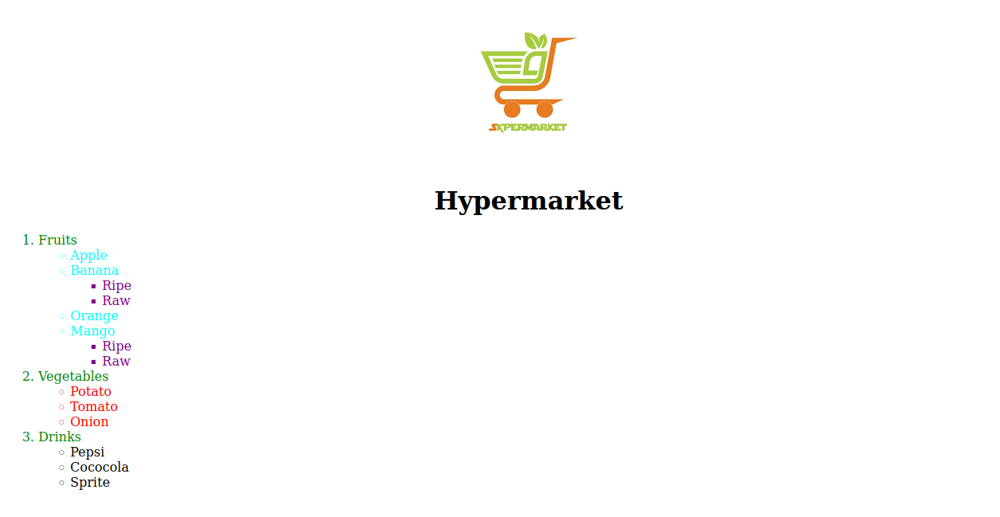 SKPERMARKET
Hypermarket
1. Fruits
○ Apple
○ Banana
▪ Ripe
▪ Raw
○ Orange
○ Mango
▪ Ripe
▪ Raw
2. Vegetables
○ Potato
○ Tomato
○ Onion
3. Drinks
○ Pepsi
○ Cococola
○ Sprite